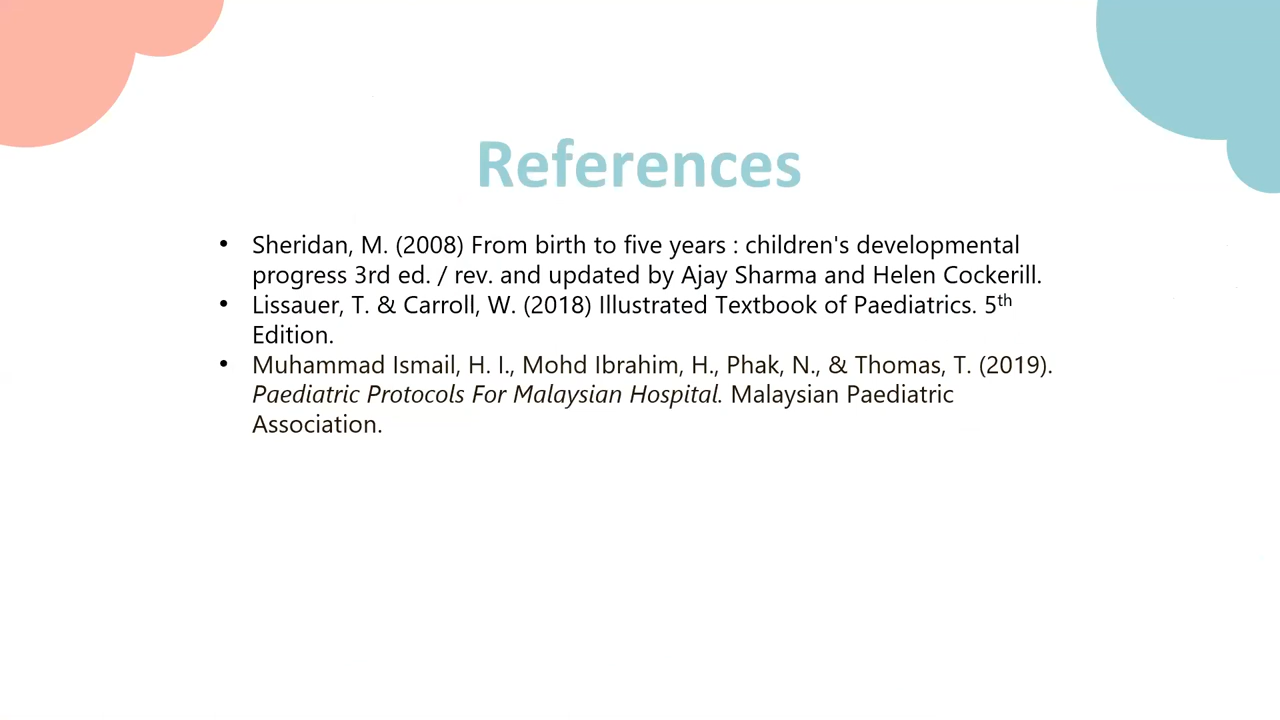 References
• Sheridan, M. (2008) From birth to five years : children's developmental
progress 3rd ed. / rev. and updated by Ajay Sharma and Helen Cockerill.
• Lissauer, T. & Carroll, W. (2018) Illustrated Textbook of Paediatrics. 5th
Edition.
• Muhammad Ismail, H. I., Mohd Ibrahim, H., Phak, N., & Thomas, T. (2019).
Paediatric Protocols For Malaysian Hospital. Malaysian Paediatric
Association.